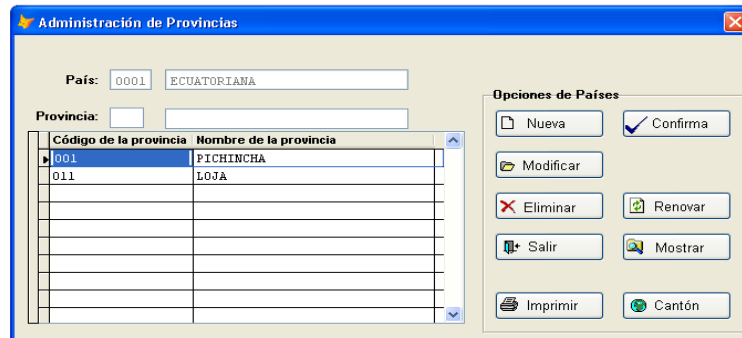 Administración de Provincias
País: 0001 ECUATORIANA
Provincia:
Código de la provincia Nombre de la provincia
001 PICHINCHA
011 LOJA
Opciones de Países
Nueva Confirma
Modificar
Eliminar Renovar
Salir Mostrar
Imprimir Cantón